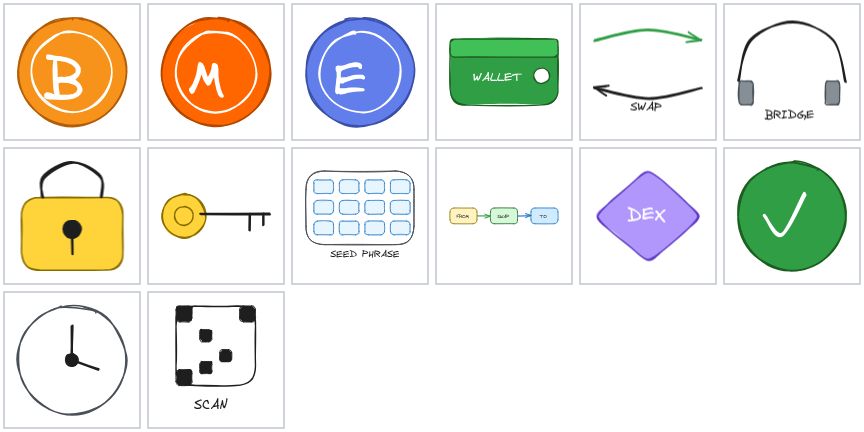 B
M
E
WALLET
SWAP
BRIDGE
SEED PHRASE
FROM
SWAP
TO
DEX
SCAN